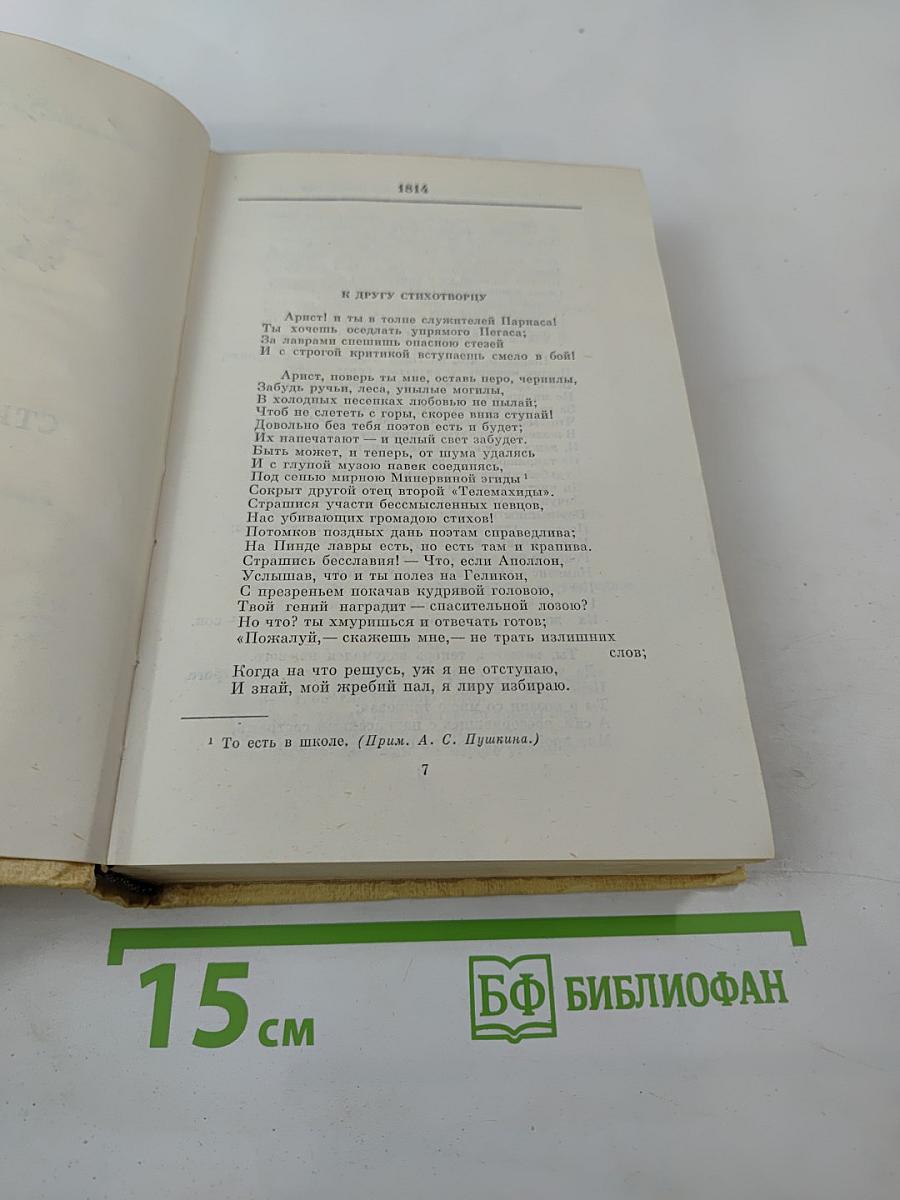 СТ
1814
К ДРУГУ СТИХОТВОРЦУ
Арист! и ты в толпе служителей Парнаса!
Ты хочешь оседлать упрямого Пегаса;
За лаврами спешишь опасною стезей
И с строгой критикой вступаешь смело в бой!
Арист, поверь ты мне, оставь перо, чернилы,
Забудь ручьи, леса, унылые могилы,
В холодных песенках любовью не пылай;
Чтоб не слететь с горы, скорее вниз ступай!
Довольно без тебя поэтов есть и будет;
Их напечатают — и целый свет забудет.
Быть может, и теперь, от шума удалясь
И с глупой музою навек соединясь,
Под сенью мирною Минервиной эгиды ¹
Сокрыт другой отец второй «Телемахиды».
Страшися участи бессмысленных певцов,
Нас убивающих громадою стихов!
Потомков поздных дань поэтам справедлива;
На Пинде лавры есть, но есть там и крапива.
Страшись бесславия! — Что, если Аполлон,
Услышав, что и ты полез на Геликон,
С презреньем покачав кудрявой головою,
Твой гений наградит — спасительной лозою?
Но что? ты хмуришься и отвечать готов;
«Пожалуй,— скажешь мне,— не трать излишних
слов;
Когда на что решусь, уж я не отступаю,
И знай, мой жребий пал, я лиру избираю.
¹ То есть в школе. (Прим. А. С. Пушкина.)
7
15 см
БФ БИБЛИОФАН